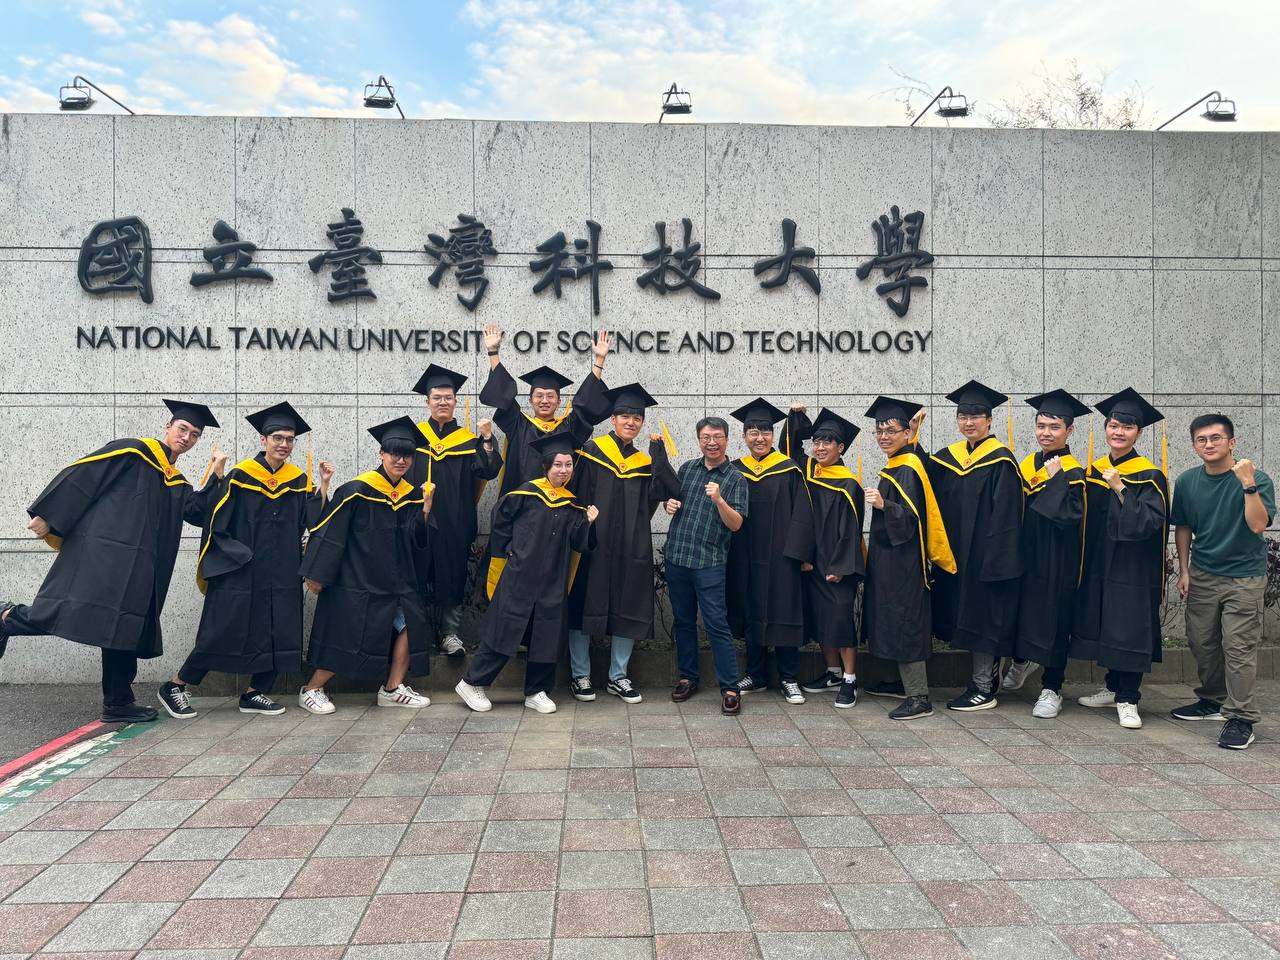 國立臺灣科技大學
NATIONAL TAIWAN UNIVERSITY OF SCIENCE AND TECHNOLOGY